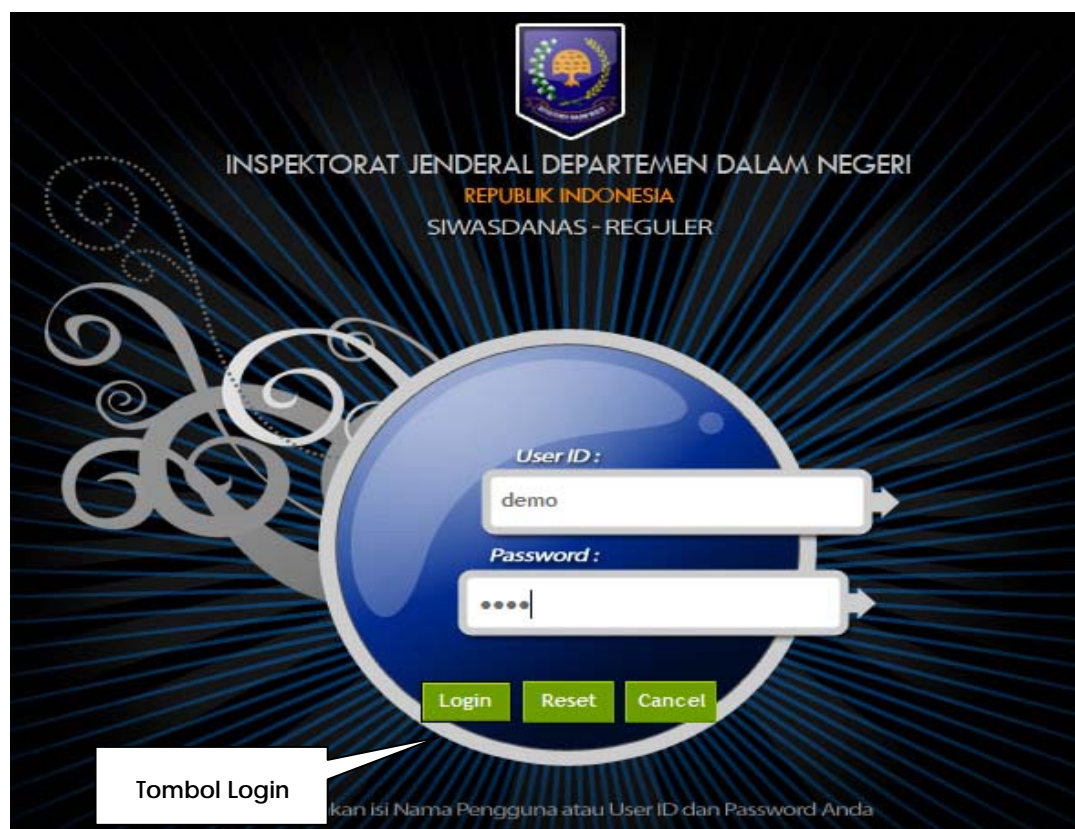 INSPEKTORAT JENDERAL DEPARTEMEN DALAM NEGERI
REPUBLIK INDONESIA
SIWASDANAS - REGULER
User ID :
demo
Password :
••••
Login
Reset
Cancel
Tombol Login
kan isi Nama Pengguna atau User ID dan Password Anda